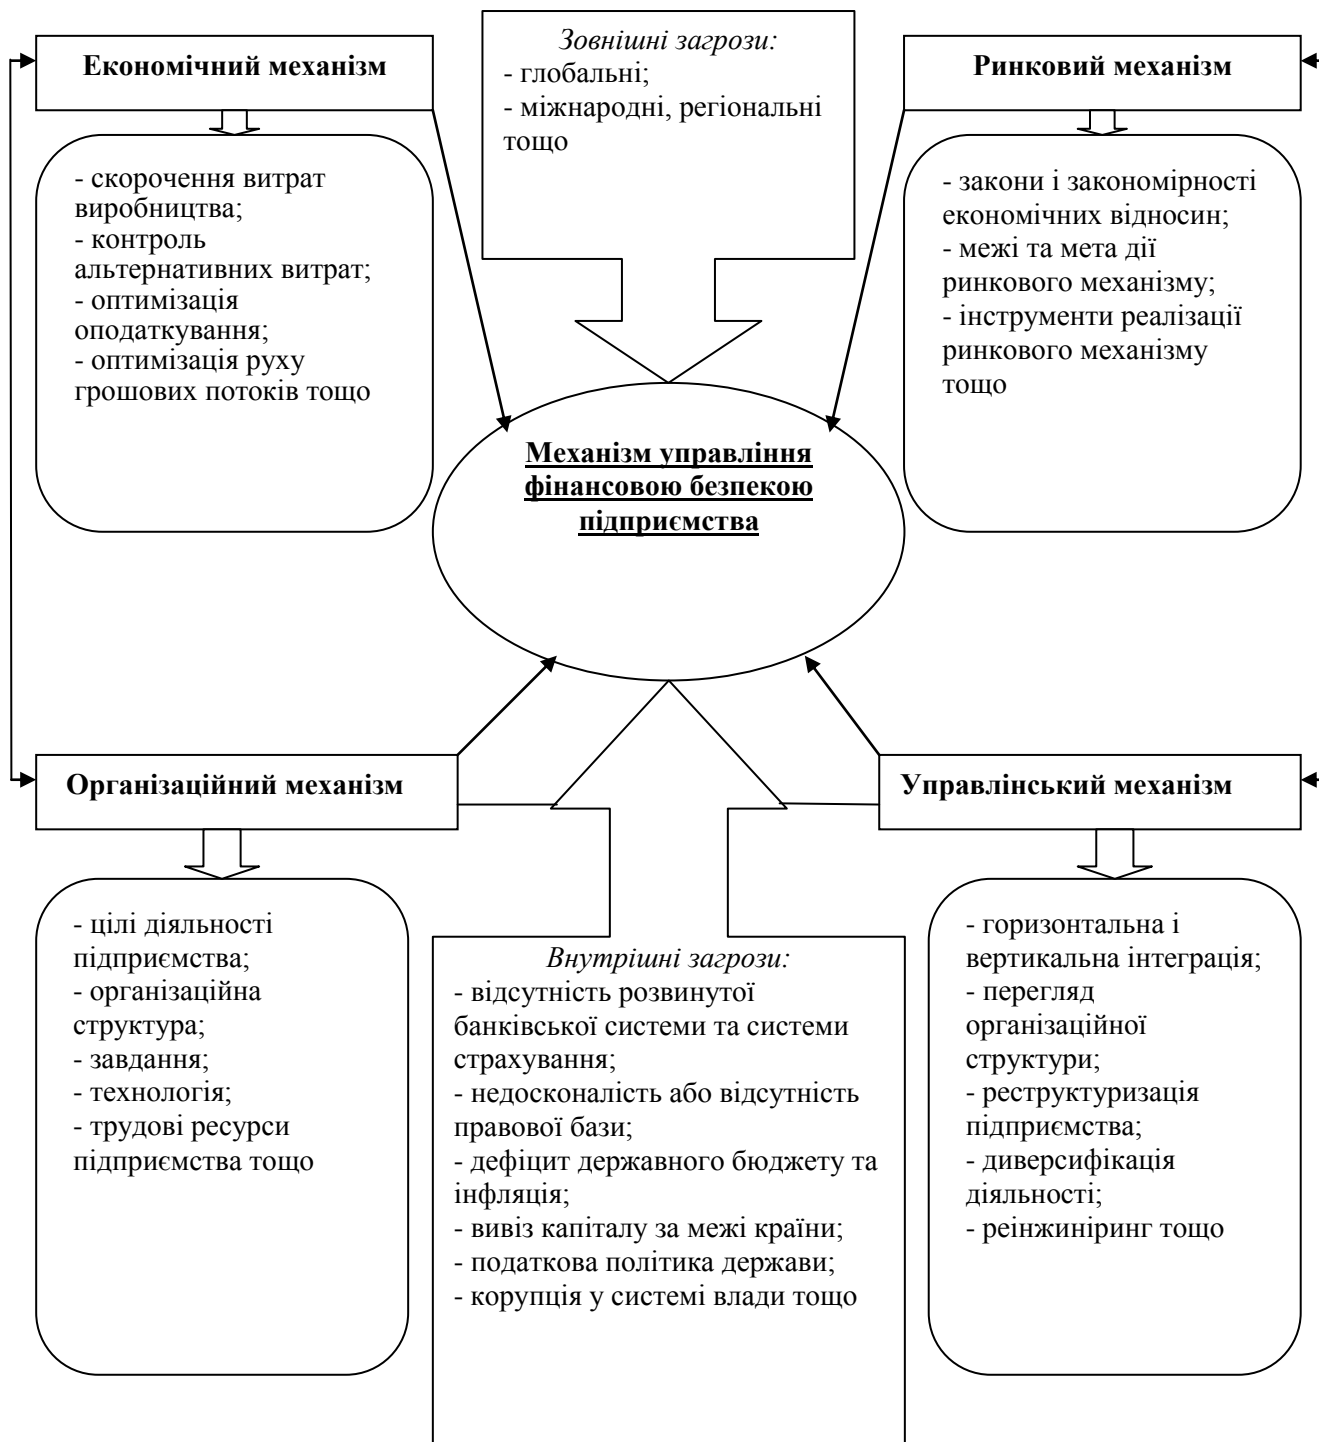 Економічний механізм
- скорочення витрат
виробництва;
- контроль
альтернативних витрат;
- оптимізація
оподаткування;
- оптимізація руху
грошових потоків тощо
Зовнішні загрози:
- глобальні;
- міжнародні, регіональні
тощо
Ринковий механізм
- закони і закономірності
економічних відносин;
- межі та мета дії
ринкового механізму;
- інструменти реалізації
ринкового механізму
тощо
Механізм управління
фінансовою безпекою
підприємства
Організаційний механізм
- цілі діяльності
підприємства;
- організаційна
структура;
- завдання;
- технологія;
- трудові ресурси
підприємства тощо
Внутрішні загрози:
- відсутність розвинутої
банківської системи та системи
страхування;
- недосконалість або відсутність
правової бази;
- дефіцит державного бюджету та
інфляція;
- вивіз капіталу за межі країни;
- податкова політика держави;
- корупція у системі влади тощо
Управлінський механізм
- горизонтальна і
вертикальна інтеграція;
- перегляд
організаційної
структури;
- реструктуризація
підприємства;
- диверсифікація
діяльності;
- реінжиніринг тощо